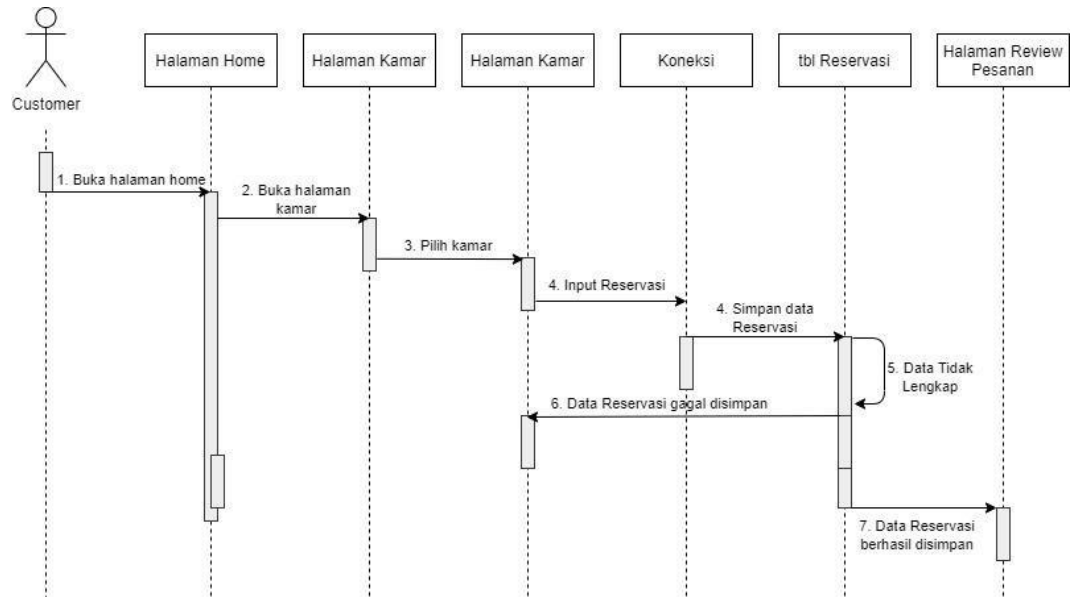 Customer
Halaman Home
Halaman Kamar
Halaman Kamar
Koneksi
tbl Reservasi
Halaman Review
Pesanan
1. Buka halaman home
2. Buka halaman
kamar
3. Pilih kamar
4. Input Reservasi
4. Simpan data
Reservasi
5. Data Tidak
Lengkap
6. Data Reservasi gagal disimpan
7. Data Reservasi
berhasil disimpan